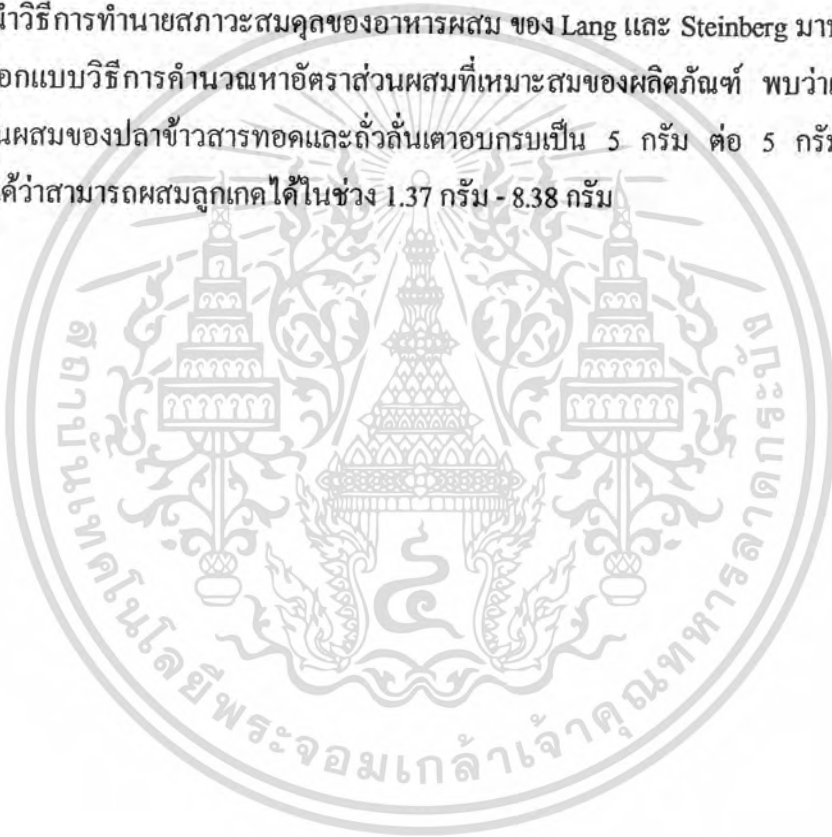 นำวิธีการทำนายสภาวะสมดุลของอาหารผสม ของ Lang และ Steinberg
ออกแบบวิธีการคำนวณหาอัตราส่วนผสมที่เหมาะสมของผลิตภัณฑ์ พบว่า
ผสมของปลาข้าวสารทอดและถั่วลันเตาอบกรบเป็น 5 กรัม ต่อ 5
ได้ว่าสามารถผสมลูกเกดได้ในช่วง 1.37 กรัม - 8.38 กรัม
สถาบันเทคโนโลยีพระจอมเกล้าเจ้าคุณทหารลาดกระบัง